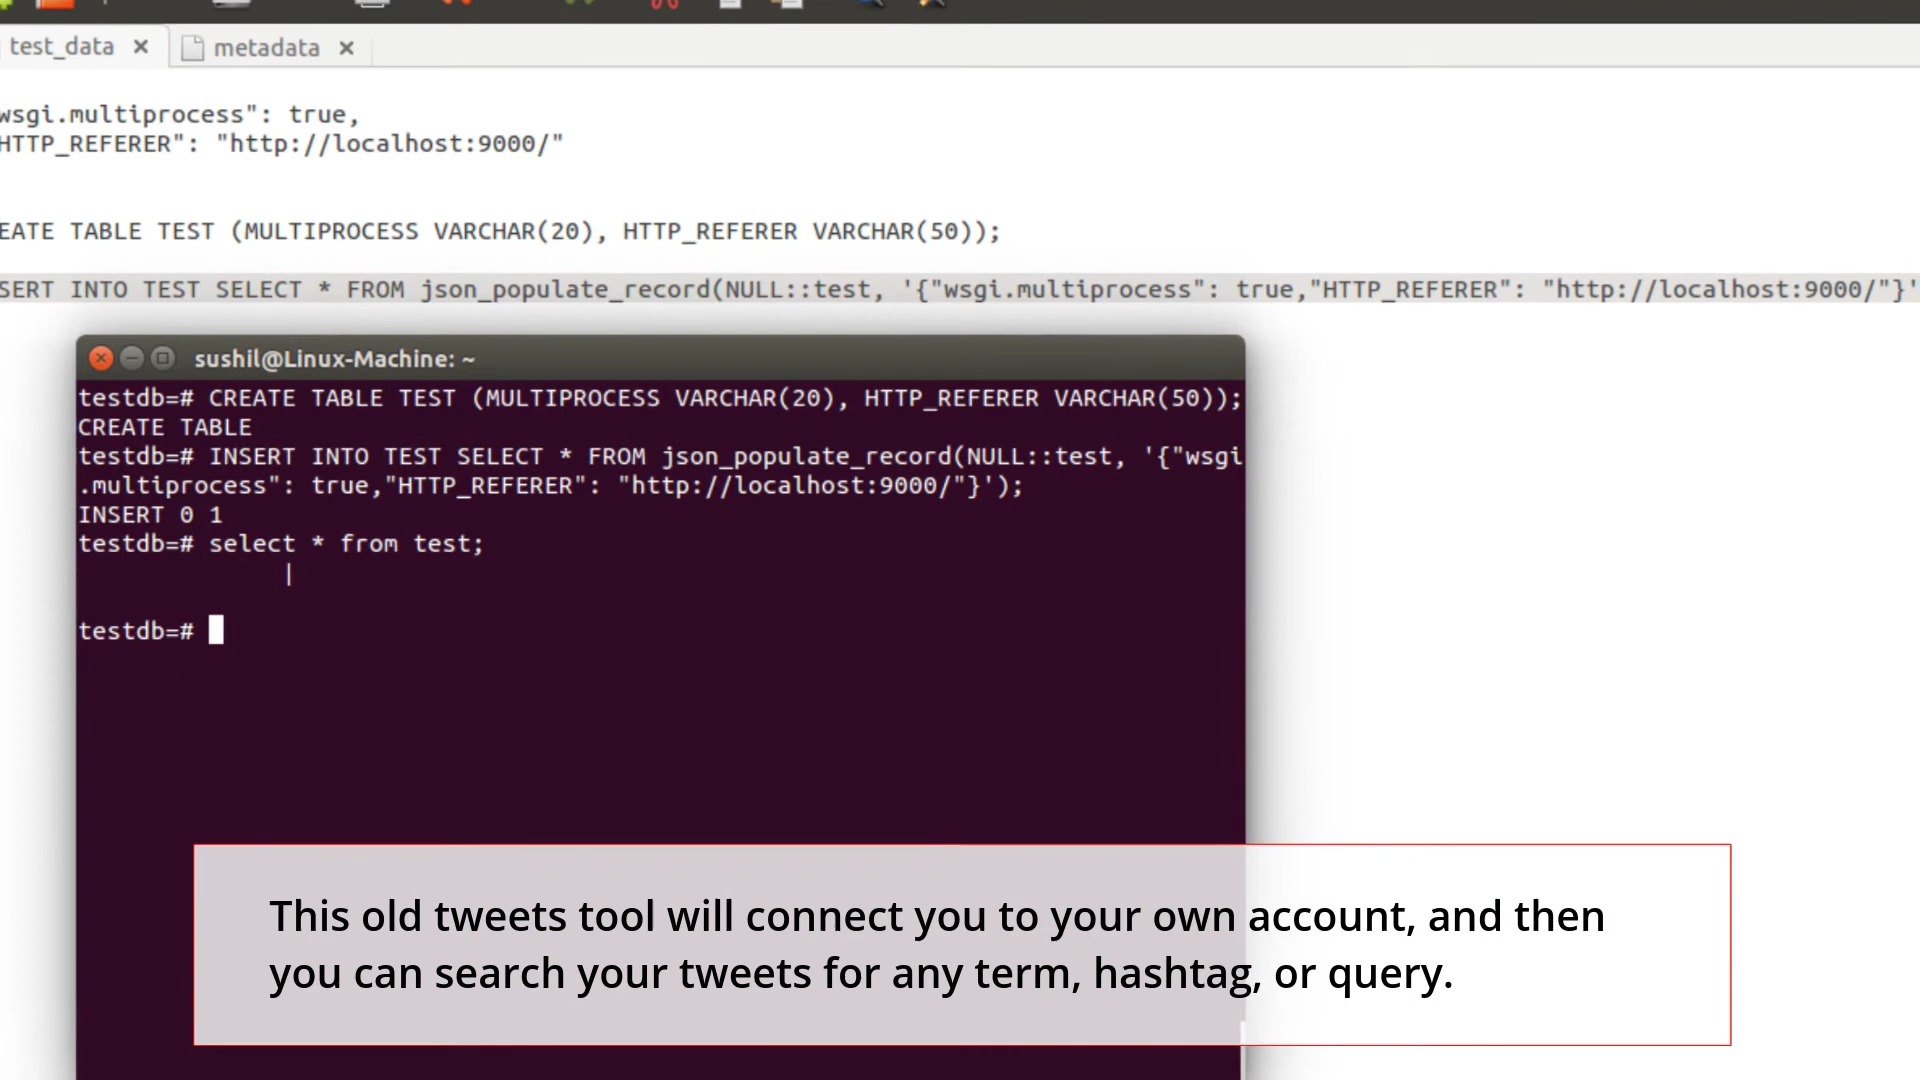 test_data
metadata
wsgi.multiprocess": true,
HTTP_REFERER": "http://localhost:9000/"
EATE TABLE TEST (MULTIPROCESS VARCHAR(20), HTTP_REFERER VARCHAR(50));
SERT INTO TEST SELECT * FROM json_populate_record(NULL::test, '{"wsgi.multiprocess": true,"HTTP_REFERER": "http://localhost:9000/"}'
sushil@Linux-Machine: ~
testdb=# CREATE TABLE TEST (MULTIPROCESS VARCHAR(20), HTTP_REFERER VARCHAR(50));
CREATE TABLE
testdb=# INSERT INTO TEST SELECT * FROM json_populate_record(NULL::test, '{"wsgi
.multiprocess": true,"HTTP_REFERER": "http://localhost:9000/"}');
INSERT 0 1
testdb=# select * from test;
|
testdb=#
This old tweets tool will connect you to your own account, and then
you can search your tweets for any term, hashtag, or query.